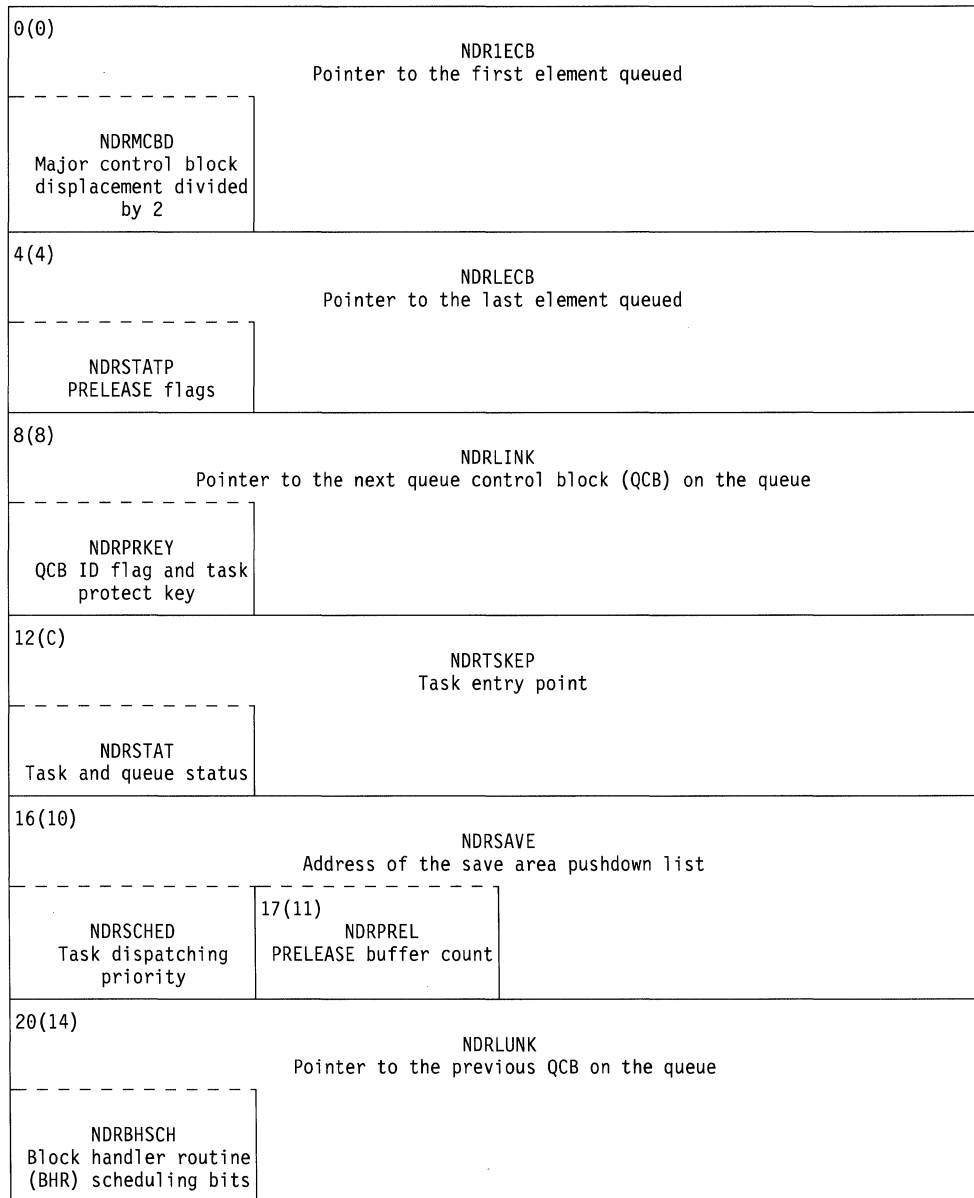 0(0)
NDR1ECB
Pointer to the first element queued
NDRMCBD
Major control block
displacement divided
by 2
4(4)
NDRLECB
Pointer to the last element queued
NDRSTATP
PRELEASE flags
8(8)
NDRLINK
Pointer to the next queue control block (QCB) on the queue
NDRPRKEY
QCB ID flag and task
protect key
12(C)
NDRTSKEP
Task entry point
NDRSTAT
Task and queue status
16(10)
NDRSAVE
Address of the save area pushdown list
NDRSCHED
Task dispatching
priority
17(11)
NDRPREL
PRELEASE buffer count
20(14)
NDRLUNK
Pointer to the previous QCB on the queue
NDRBHSCH
Block handler routine
(BHR) scheduling bits